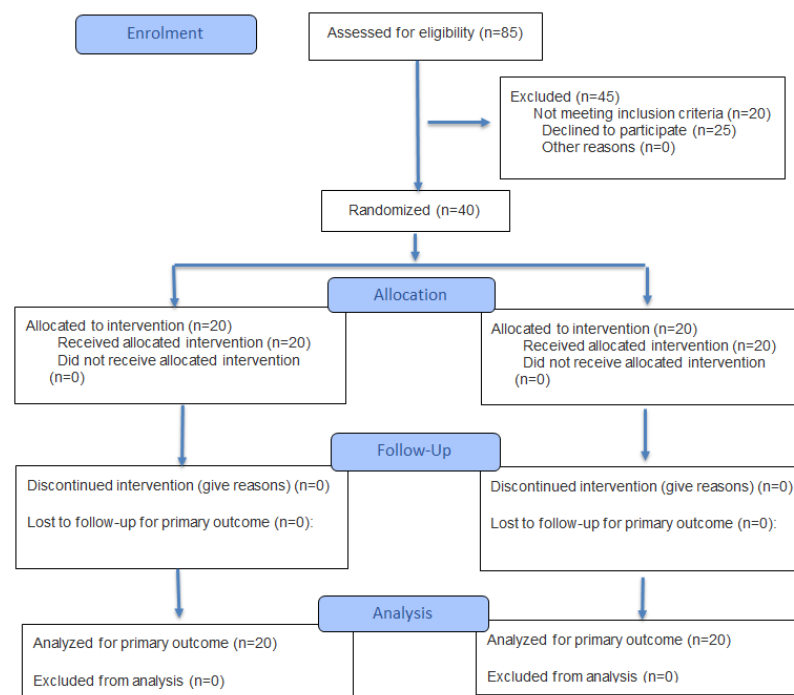 Enrolment
Assessed for eligibility (n=85)
Excluded (n=45)
Not meeting inclusion criteria (n=20)
Declined to participate (n=25)
Other reasons (n=0)
Randomized (n=40)
Allocation
Allocated to intervention (n=20)
Received allocated intervention (n=20)
Did not receive allocated intervention
(n=0)
Allocated to intervention (n=20)
Received allocated intervention (n=20)
Did not receive allocated intervention
(n=0)
Follow-Up
Discontinued intervention (give reasons) (n=0)
Lost to follow-up for primary outcome (n=0):
Discontinued intervention (give reasons) (n=0)
Lost to follow-up for primary outcome (n=0):
Analysis
Analyzed for primary outcome (n=20)
Excluded from analysis (n=0)
Analyzed for primary outcome (n=20)
Excluded from analysis (n=0)